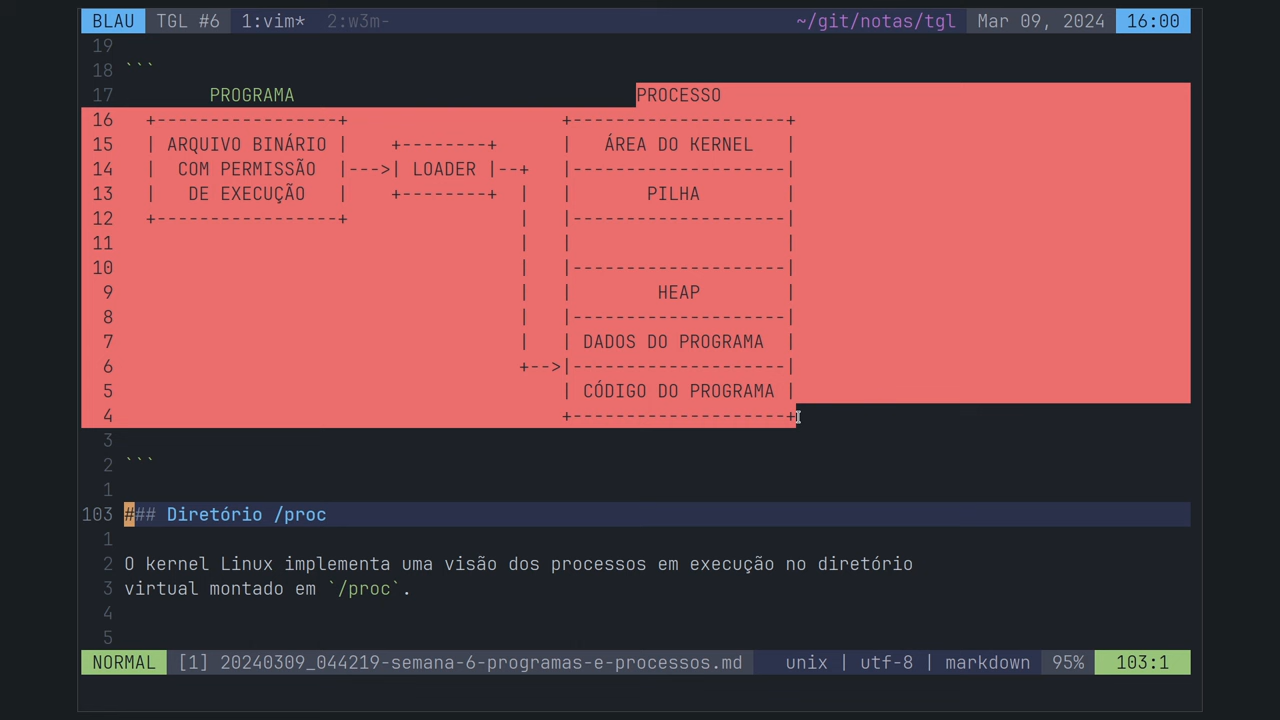 BLAU TGL #6 1:vim* 2:w3m- ~/git/notas/tgl Mar 09, 2024 16:00
19
18 ```
17         PROGRAMA                                PROCESSO
16   +-----------------+                    +--------------------+
15   | ARQUIVO BINÁRIO |    +--------+      |   ÁREA DO KERNEL   |
14   |  COM PERMISSÃO  |--->| LOADER |--+   |--------------------|
13   |   DE EXECUÇÃO   |    +--------+  |   |       PILHA        |
12   +-----------------+                |   |--------------------|
11                                      |   |                    |
10                                      |   |--------------------|
9                                      |   |        HEAP        |
8                                      |   |--------------------|
7                                      |   | DADOS DO PROGRAMA  |
6                                      +-->|--------------------|
5                                          | CÓDIGO DO PROGRAMA |
4                                          +--------------------+
3
2 ```
1
103 ### Diretório /proc
1
2 O kernel Linux implementa uma visão dos processos em execução no diretório
3 virtual montado em `/proc`.
4
5
NORMAL [1] 20240309_044219-semana-6-programas-e-processos.md unix | utf-8 | markdown 95% 103:1